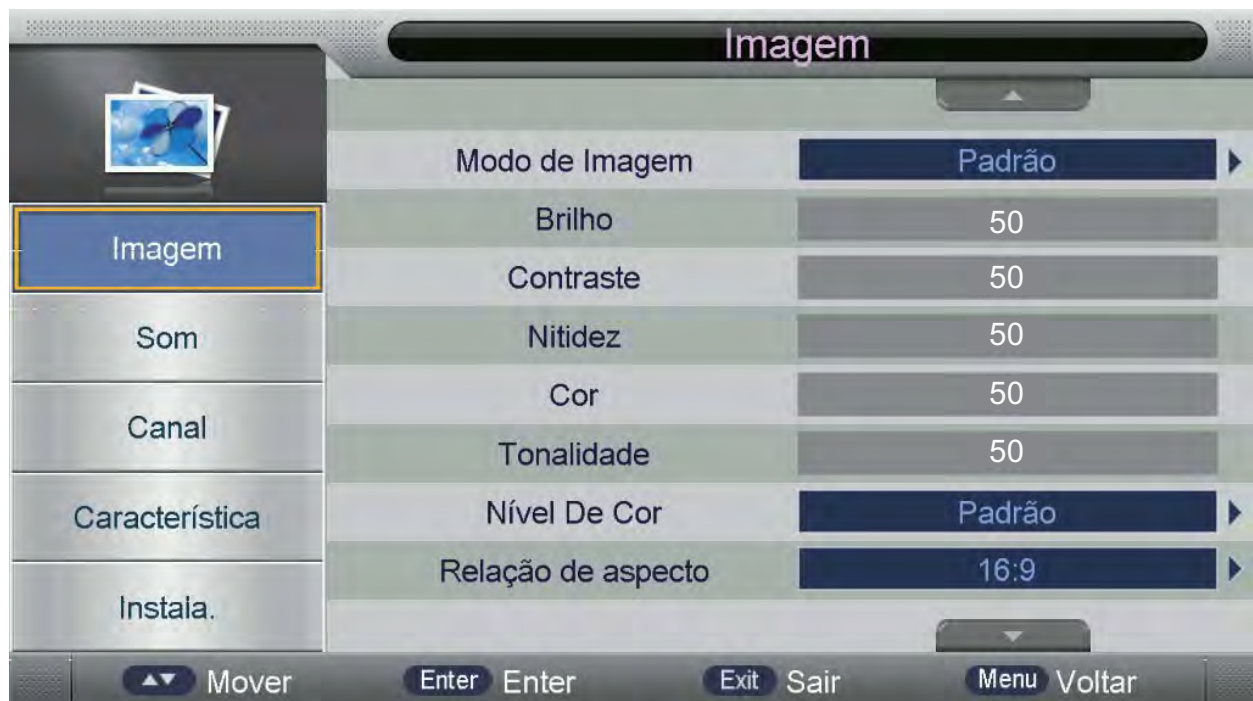 Imagem
Imagem
Som
Canal
Característica
Instala.
Modo de Imagem Padrão
Brilho 50
Contraste 50
Nitidez 50
Cor 50
Tonalidade 50
Nível De Cor Padrão
Relação de aspecto 16:9
Mover Enter Enter Exit Sair Menu Voltar